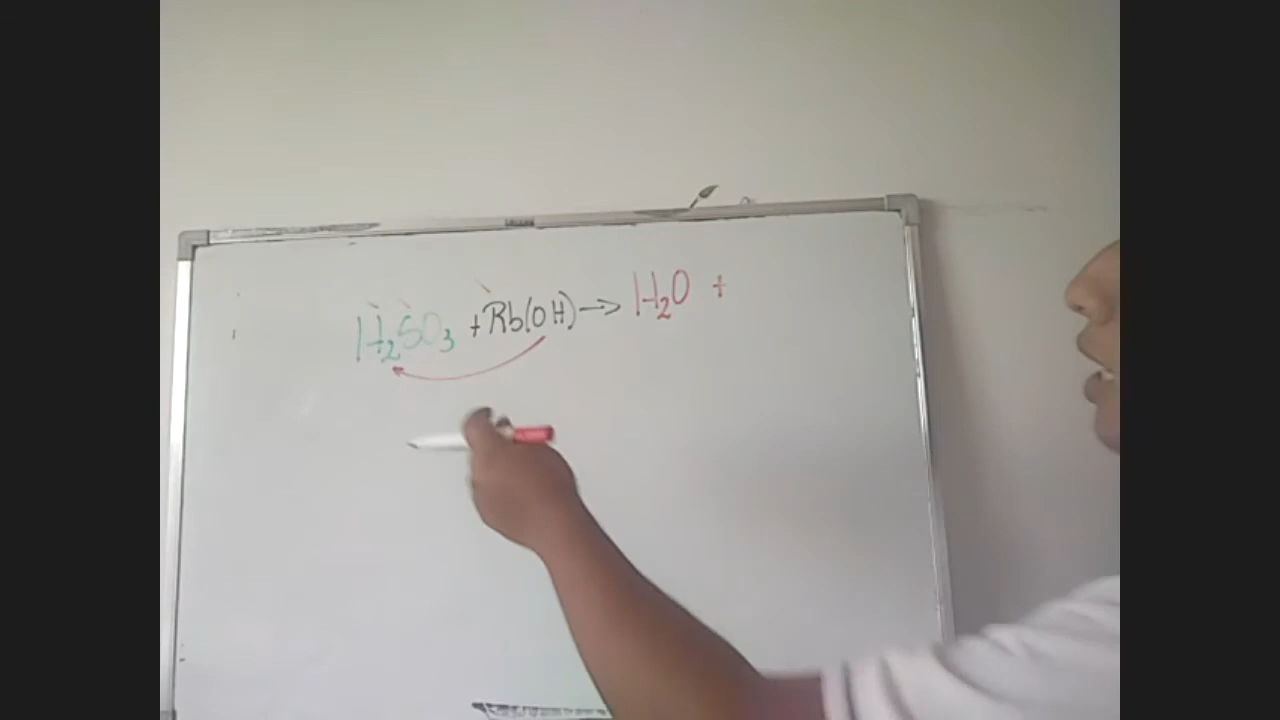 H₂SO₃ + Rb(OH) → H₂O +